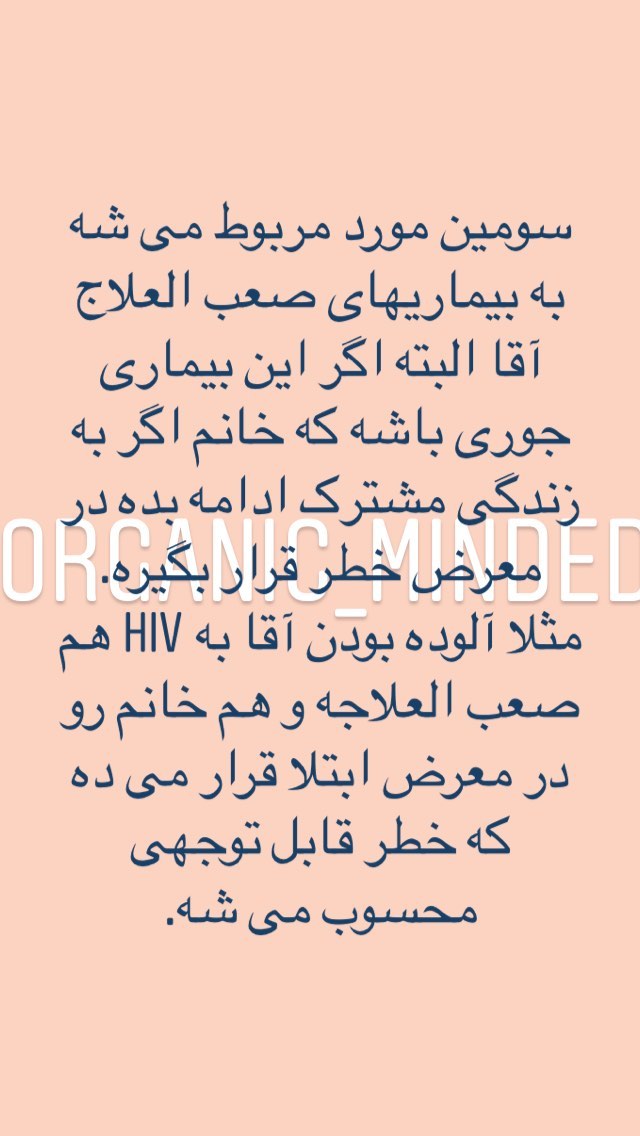 سومین مورد مربوط می شه
به بیماریهای صعب العلاج
آقا البته اگر این بیماری
جوری باشه که خانم اگر به
زندگی مشترک ادامه بده در
ORGANIC_MINDED
معرض خطر قرار بگیره.
مثلا آلوده بودن آقا به HIV هم
صعب العلاجه و هم خانم رو
در معرض ابتلا قرار می ده
که خطر قابل توجهی
محسوب می شه.